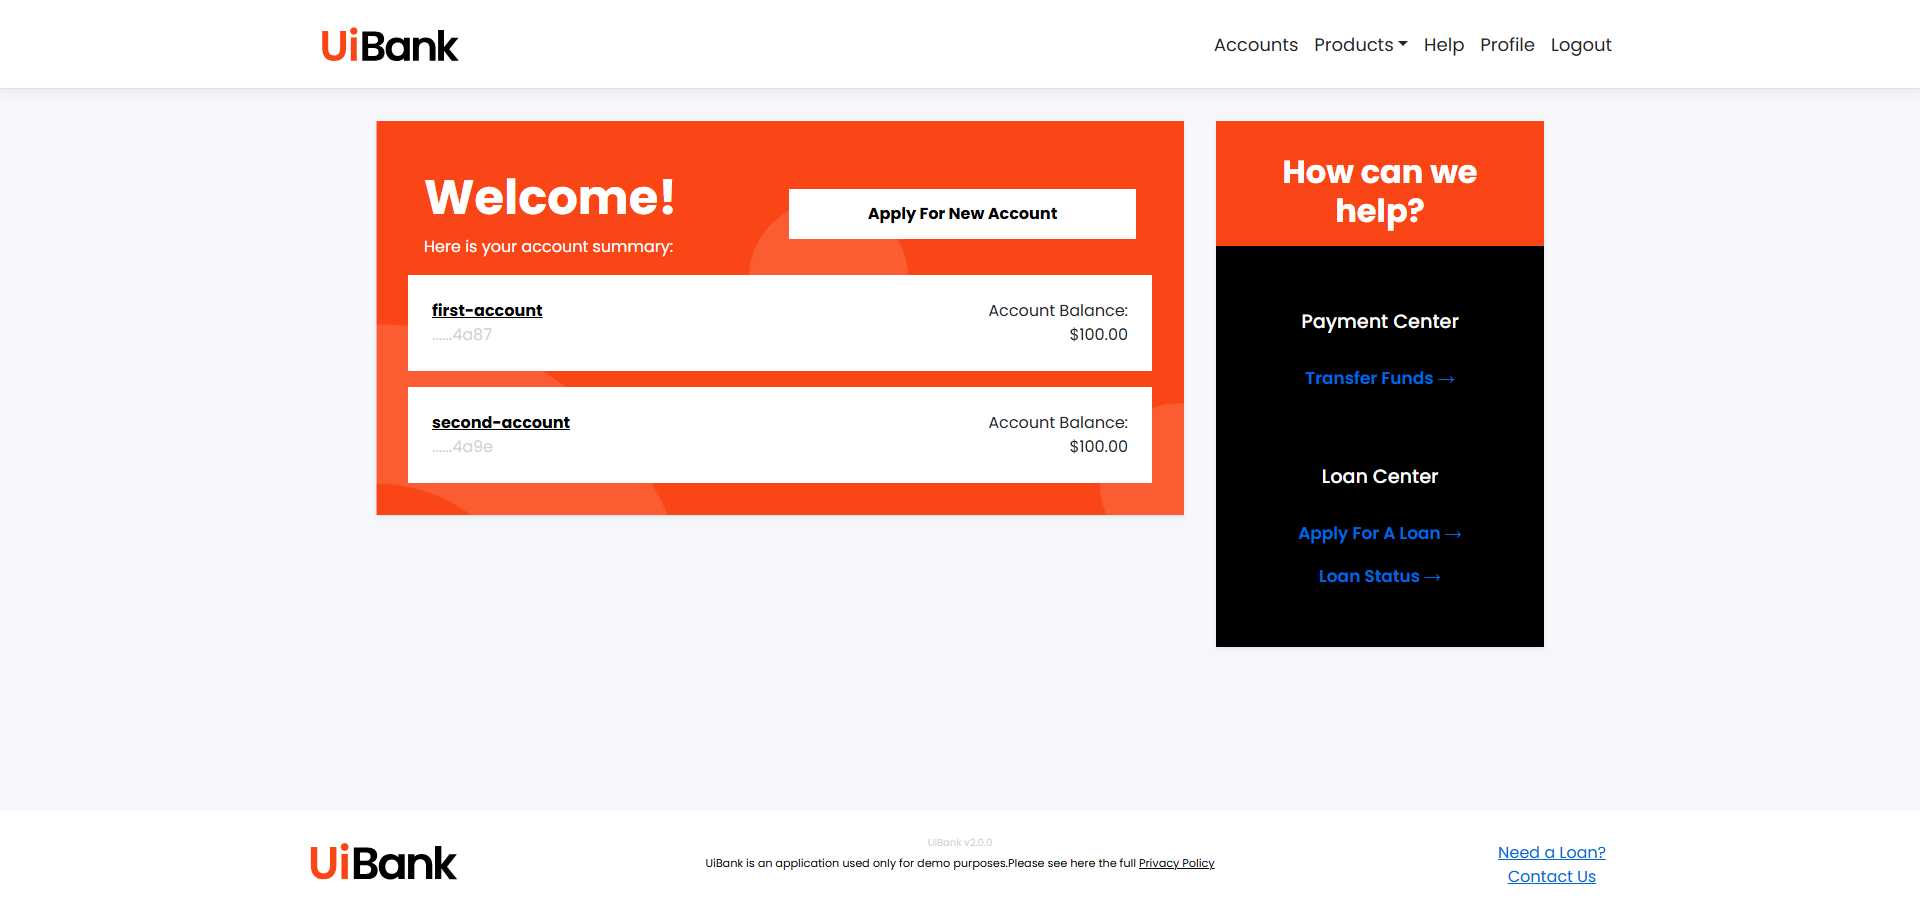 UiBank
Accounts Products Help Profile Logout
Welcome!
Here is your account summary:
Apply For New Account
first-account
......4a87
Account Balance:
$100.00
second-account
......4a9e
Account Balance:
$100.00
How can we
help?
Payment Center
Transfer Funds →
Loan Center
Apply For A Loan →
Loan Status →
UiBank
UiBank v2.0.0
UiBank is an application used only for demo purposes.Please see here the full Privacy Policy
Need a Loan?
Contact Us